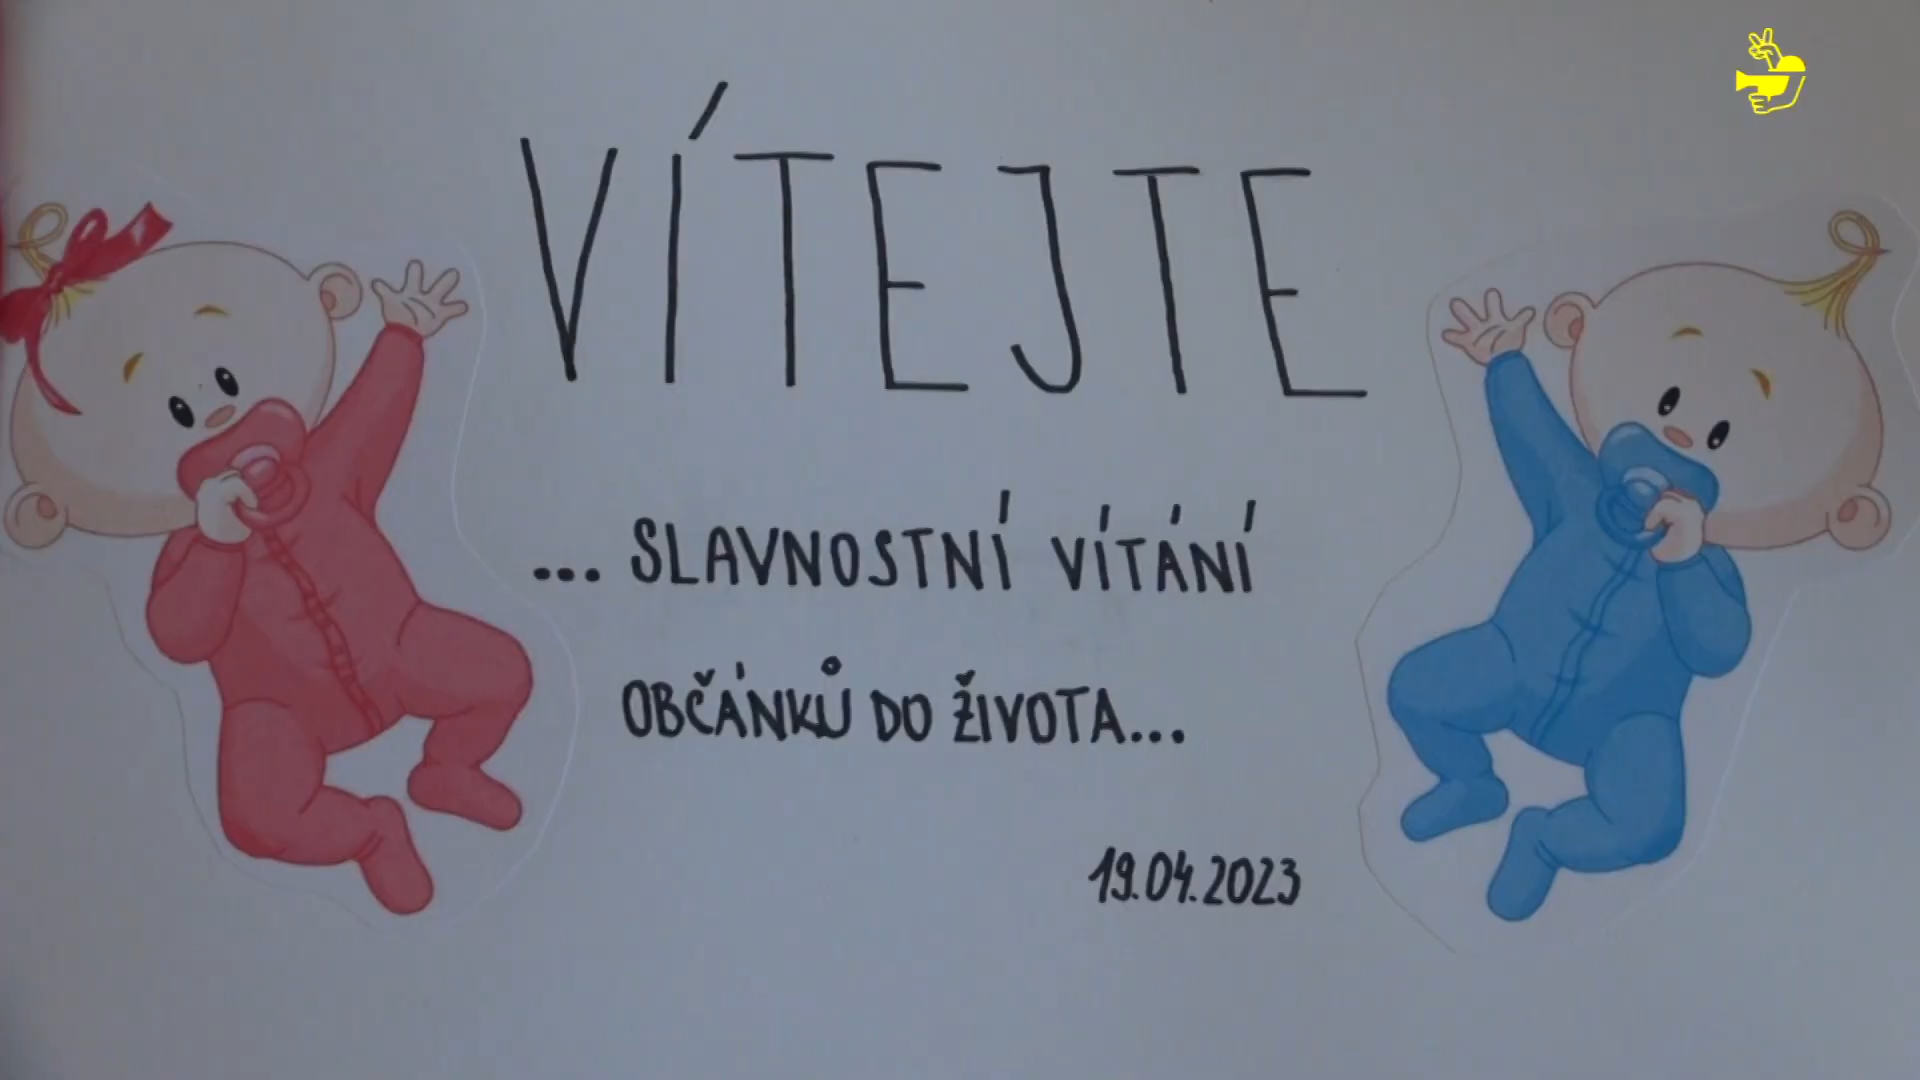 VÍTEJTE
... SLAVNOSTNÍ VÍTÁNÍ
OBČÁNKŮ DO ŽIVOTA...
19.04.2023